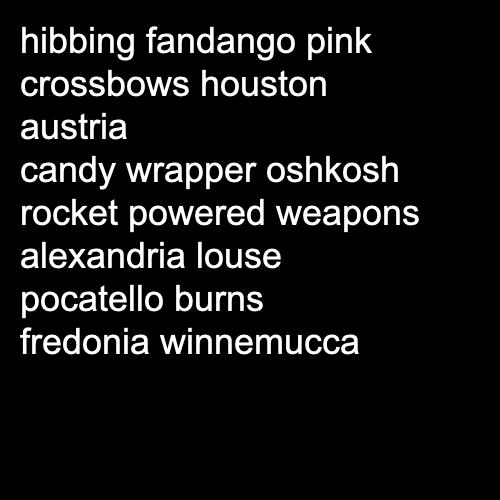 hibbing fandango pink
crossbows houston
austria
candy wrapper oshkosh
rocket powered weapons
alexandria louse
pocatello burns
fredonia winnemucca